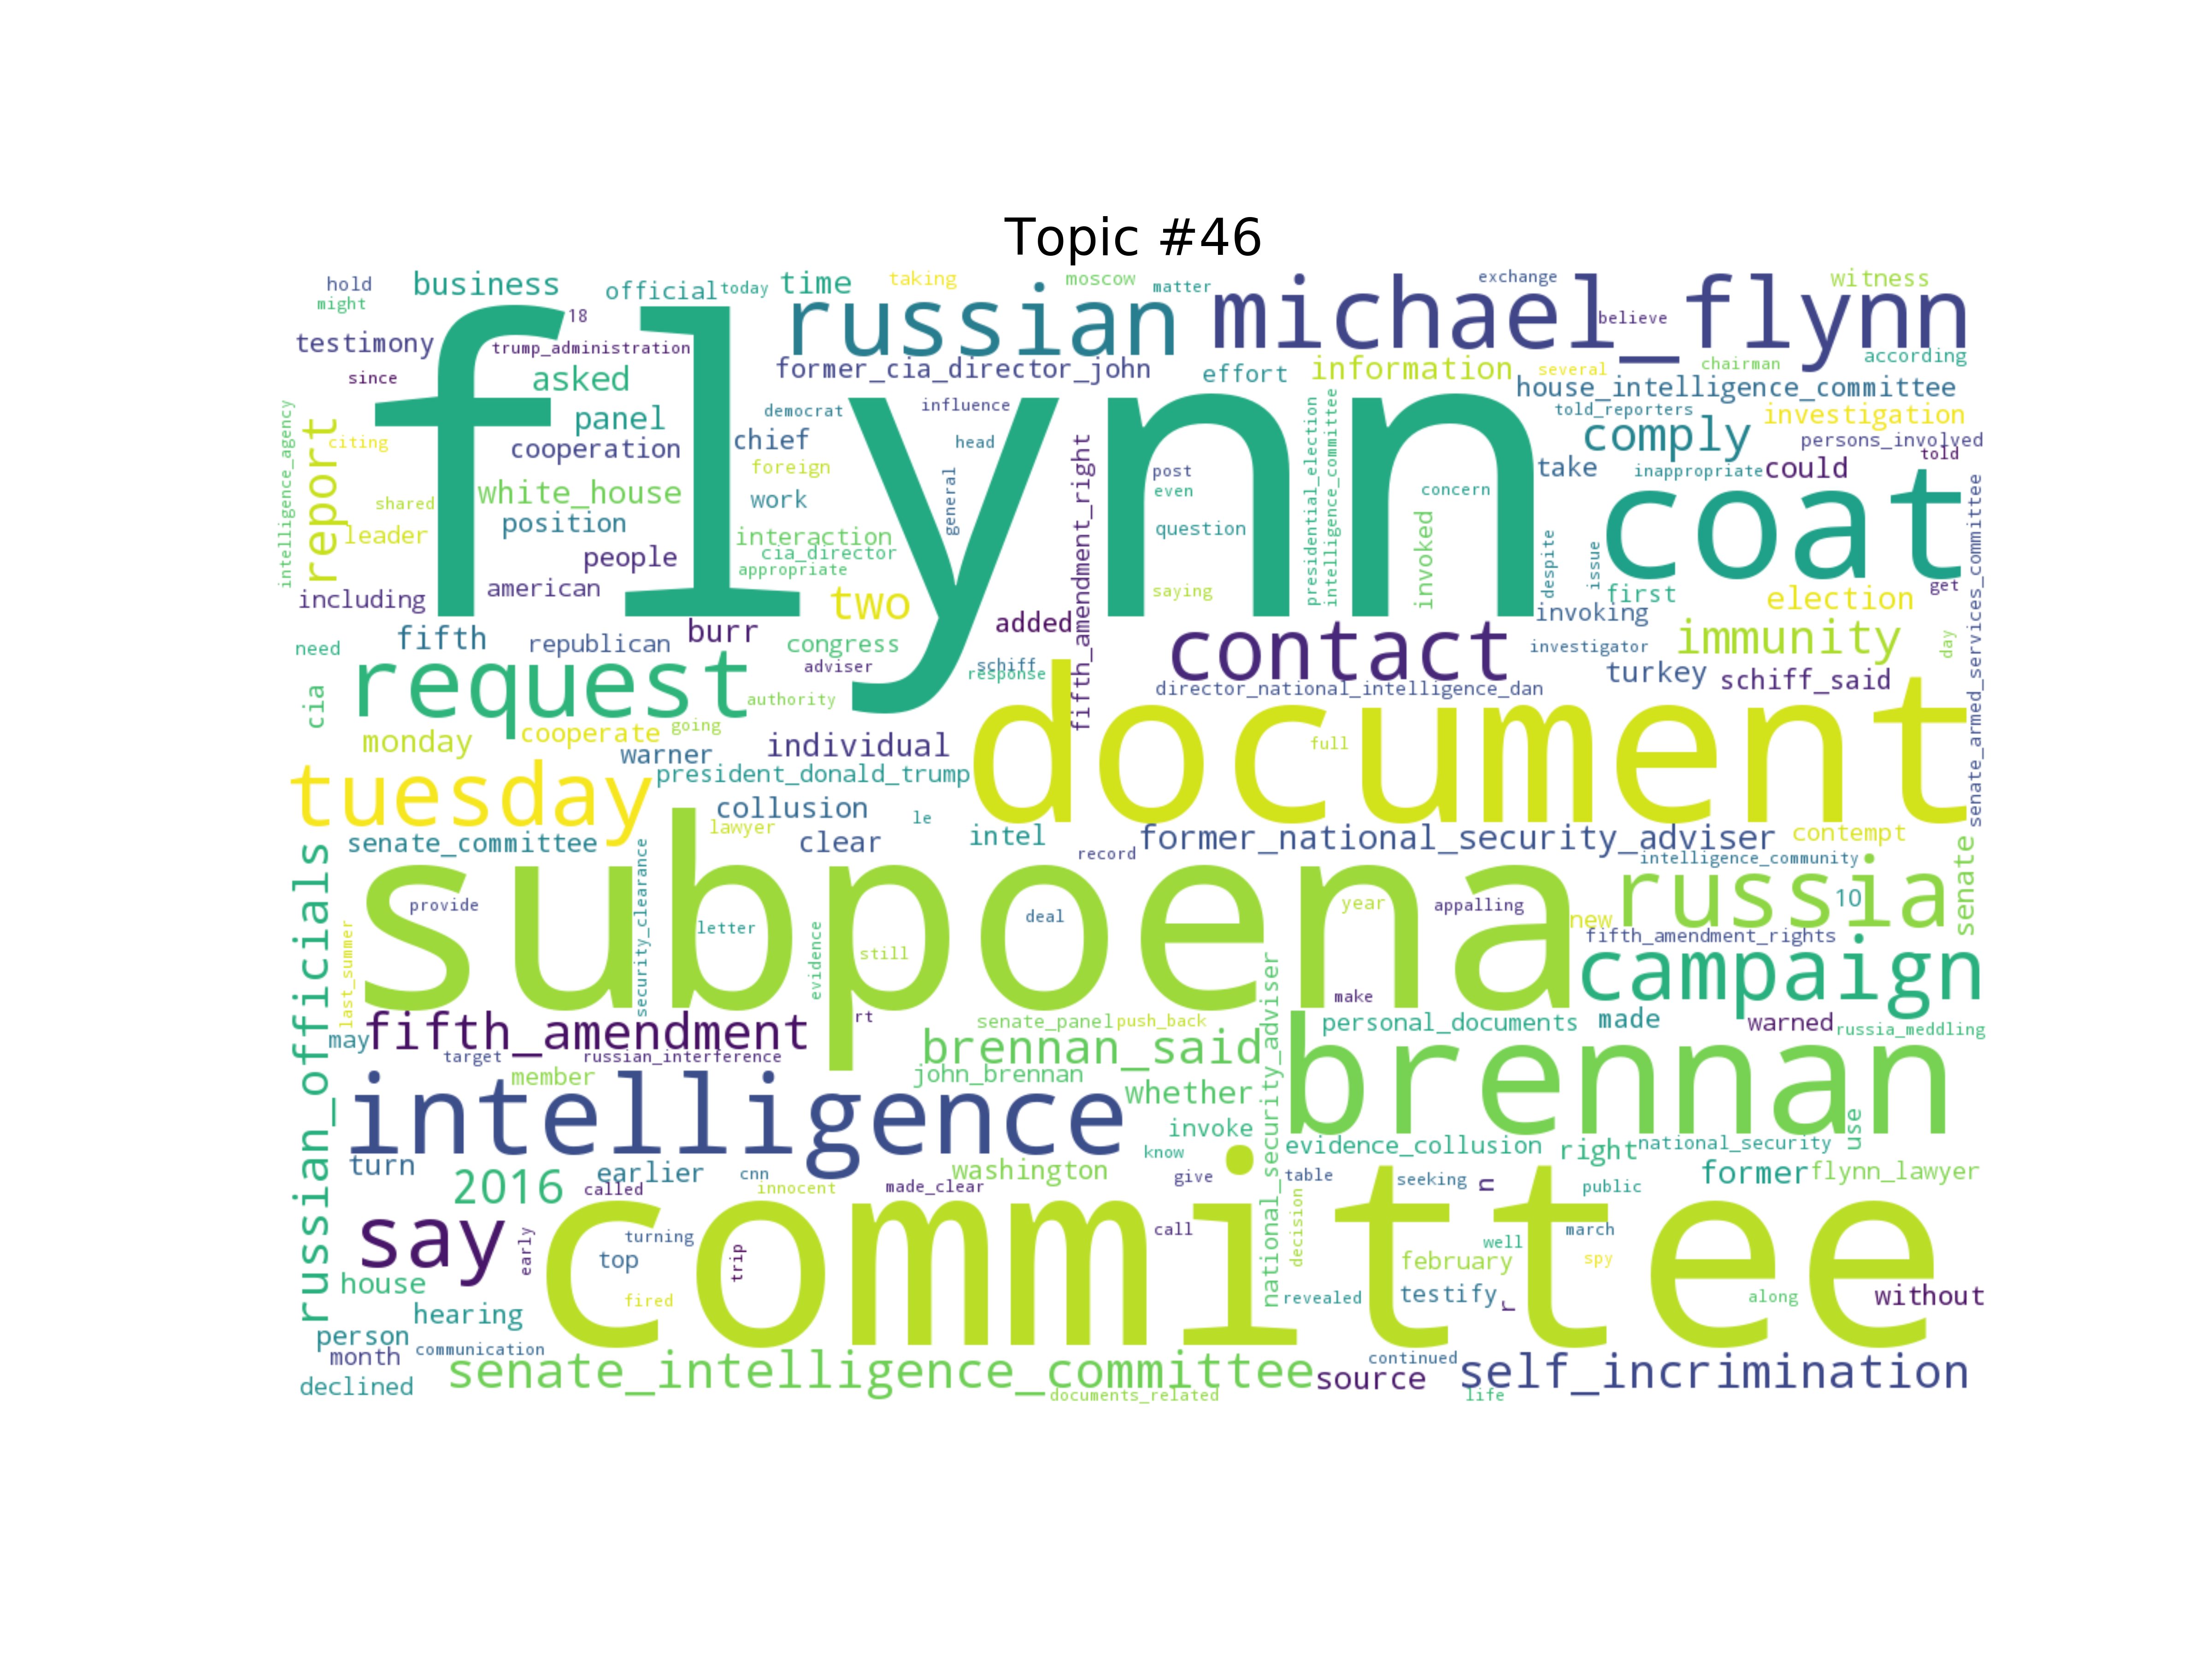 Topic #46
hold
business
official
today
time
taking
moscow
matter
exchange
witness
might
18
russian
michael_flynn
believe
testimony
trump_administration
since
asked
former_cia_director_john
effort
information
several
chairman
according
house_intelligence_committee
flynn
panel
democrat
influence
told_reporters
investigation
report
citing
cooperation
chief
head
comply
persons_involved
told
intelligence_agency
foreign
post
take
inappropriate
could
shared
white_house
work
general
even
concern
coat
leader
position
interaction
question
presidential_election
intelligence_committee
invoked
people
cia_director
appropriate
fifth_amendment_right
despite
issue
including
american
two
saying
first
election
get
senate_armed_services_committee
invoking
fifth
republican
burr
congress
added
contact
investigator
immunity
day
need
adviser
schiff
response
turkey
schiff_said
request
authority
director_national_intelligence_dan
cia
monday
cooperate
going
warner
individual
full
document
tuesday
president_donald_trump
collusion
lawyer
le
clear
intel
former_national_security_adviser
contempt
senate_committee
record
intelligence_community
russian_officials
subpoena
provide
security_clearance
letter
deal
year
appalling
new
russia
10
senate
last_summer
evidence
still
fifth_amendment_rights
campaign
make
may
fifth_amendment
rt
senate_panel
push_back
personal_documents
made
warned
russia_meddling
target
russian_interference
brennan_said
member
john_brennan
national_security_adviser
brennan
intelligence
whether
invoke
use
turn
earlier
cnn
washington
know
evidence_collusion
right
national_security
2016
called
innocent
made_clear
give
table
seeking
n
former
flynn_lawyer
public
say
early
turning
committee
call
decision
well
march
top
trip
february
spy
house
fired
revealed
testify
r
along
without
hearing
person
month
communication
senate_intelligence_committee
source
continued
self_incrimination
declined
documents_related
life